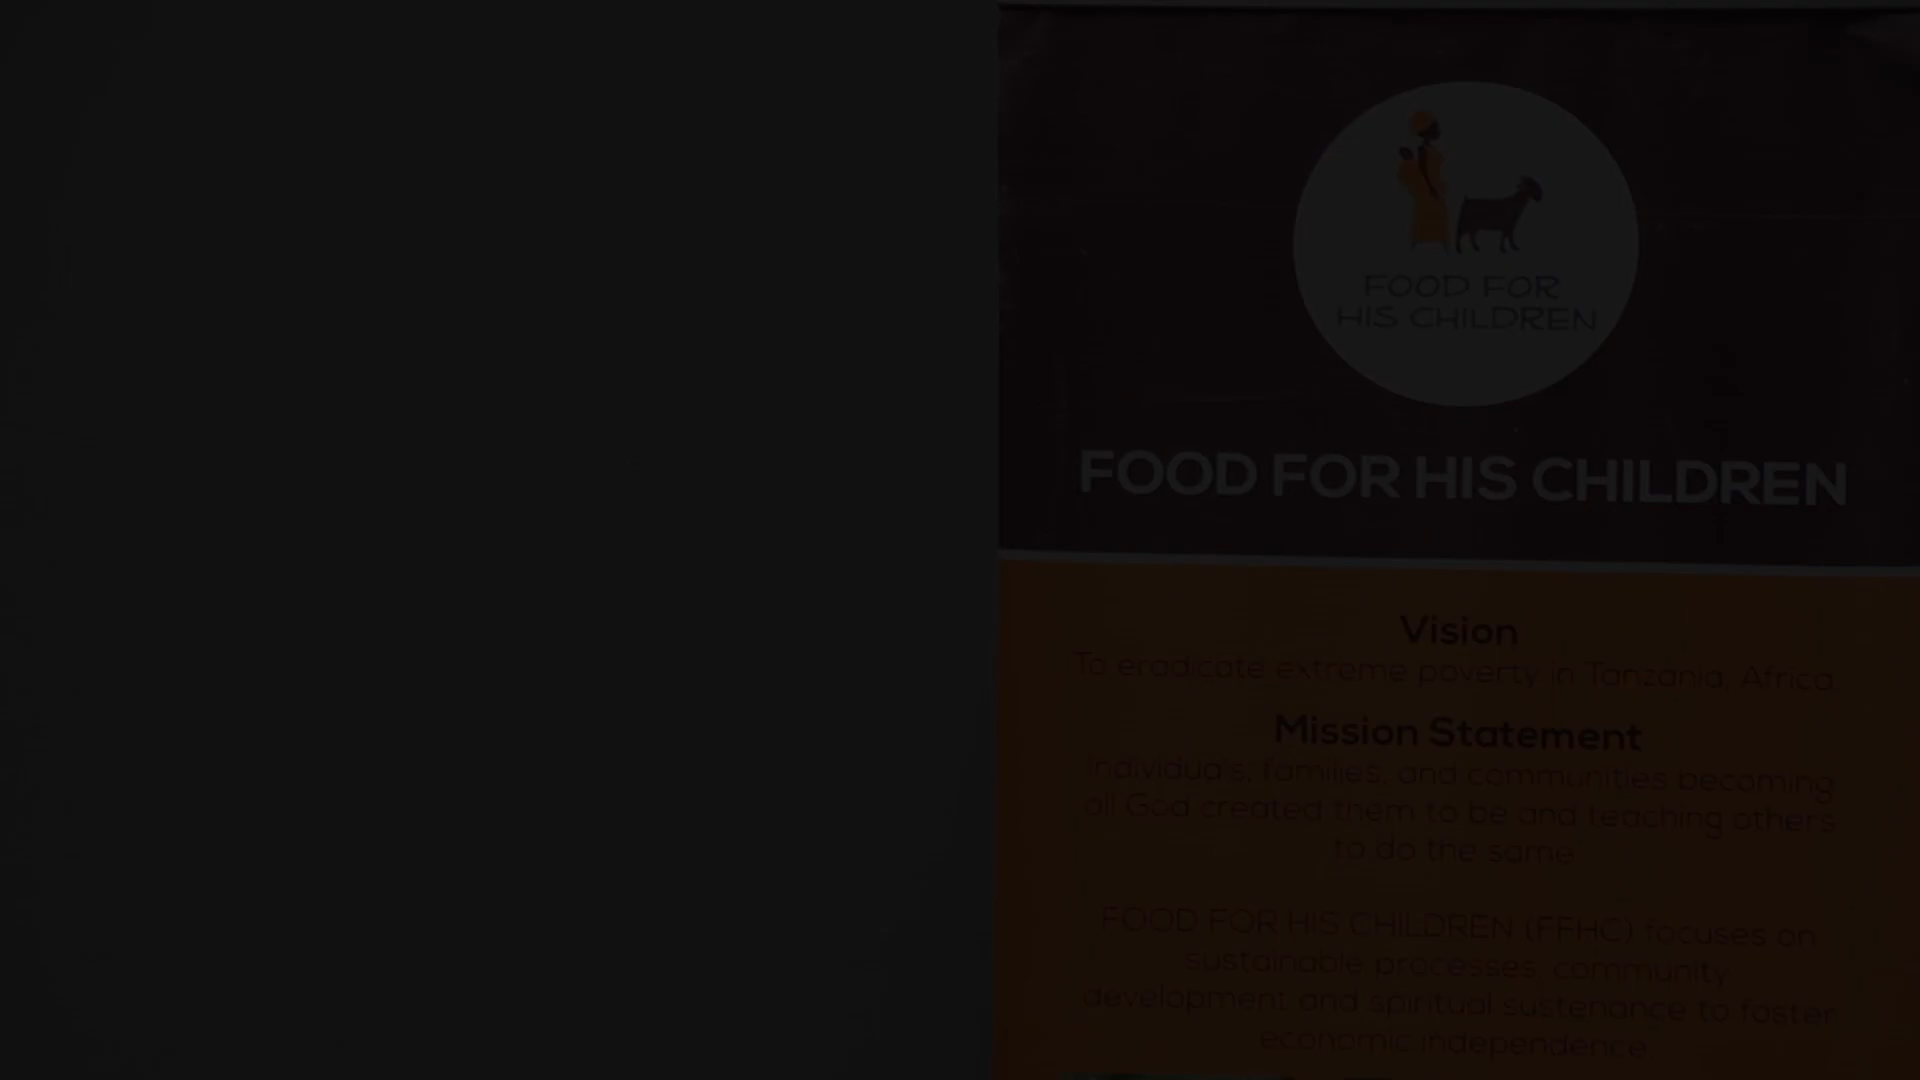 FOOD FOR
HIS CHILDREN
FOOD FOR HIS CHILDREN
Vision
To eradicate extreme poverty in Tanzania, Africa
Mission Statement
Individuals, families, and communities becoming
all God created them to be and teaching others
to do the same
FOOD FOR HIS CHILDREN (FFHC) focuses on
sustainable processes, community
development and spiritual sustenance to foster
economic independence